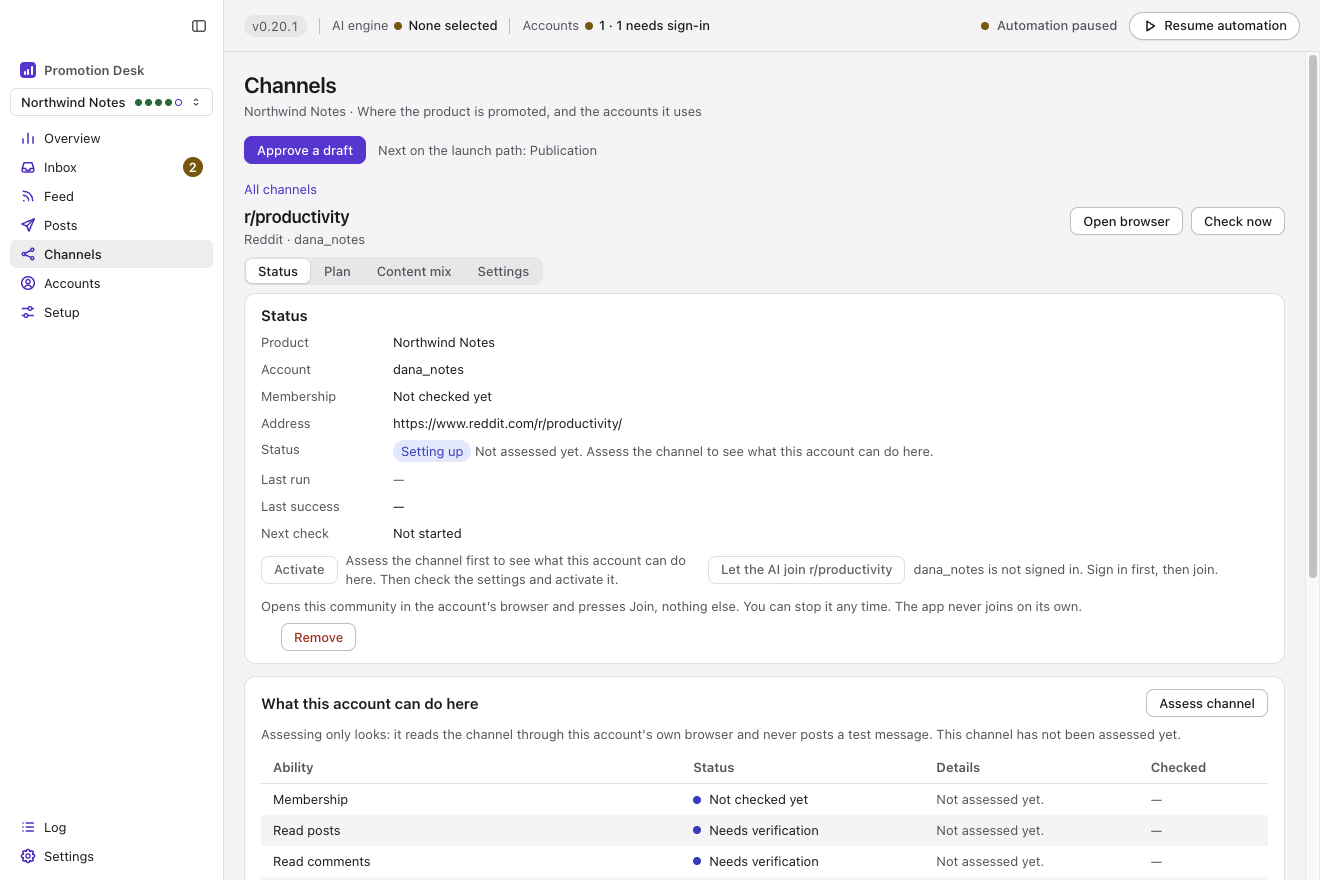 v0.20.1 AI engine None selected Accounts 1 · 1 needs sign-in Automation paused Resume automation
Promotion Desk
Northwind Notes
Overview
Inbox 2
Feed
Posts
Channels
Accounts
Setup
Log
Settings
Channels
Northwind Notes · Where the product is promoted, and the accounts it uses
Approve a draft Next on the launch path: Publication
All channels
r/productivity
Reddit · dana_notes
Open browser Check now
Status Plan Content mix Settings
Status
Product Northwind Notes
Account dana_notes
Membership Not checked yet
Address https://www.reddit.com/r/productivity/
Status Setting up Not assessed yet. Assess the channel to see what this account can do here.
Last run —
Last success —
Next check Not started
Activate Assess the channel first to see what this account can do
here. Then check the settings and activate it.
Let the AI join r/productivity dana_notes is not signed in. Sign in first, then join.
Opens this community in the account's browser and presses Join, nothing else. You can stop it any time. The app never joins on its own.
Remove
What this account can do here Assess channel
Assessing only looks: it reads the channel through this account's own browser and never posts a test message. This channel has not been assessed yet.
Ability Status Details Checked
Membership Not checked yet Not assessed yet. —
Read posts Needs verification Not assessed yet. —
Read comments Needs verification Not assessed yet. —